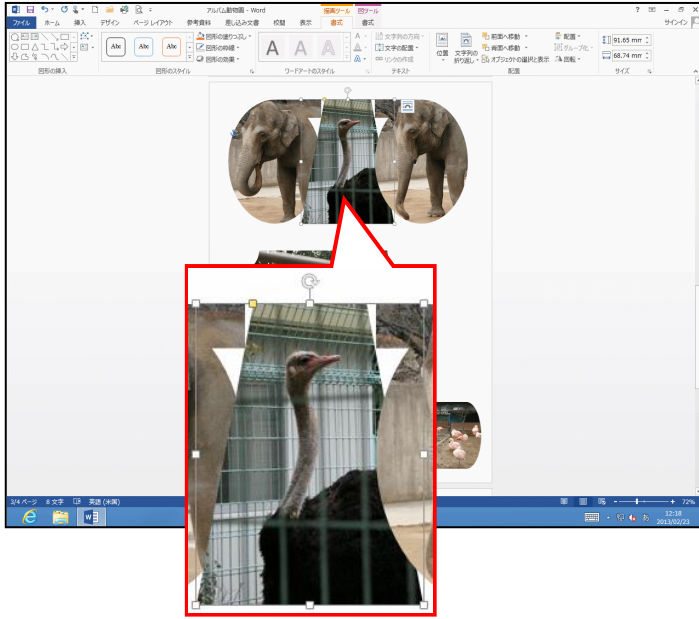 アルバム動物園 - Word
描画ツール 図ツール
サインイン
ファイル ホーム 挿入 デザイン ページ レイアウト 参考資料 差し込み文書 校閲 表示 書式 書式
Abc Abc Abc
図形の塗りつぶし
図形の枠線
図形の効果
A A A
文字列の方向
文字の配置
リンクの作成
位置 文字列の折り返し
前面へ移動
背面へ移動
オブジェクトの選択と表示
配置
グループ化
回転
91.65 mm
68.74 mm
図形の挿入 図形のスタイル ワードアートのスタイル テキスト 配置 サイズ
3/4 ページ 8 文字 英語 (米国) 72%
12:18
2013/02/23